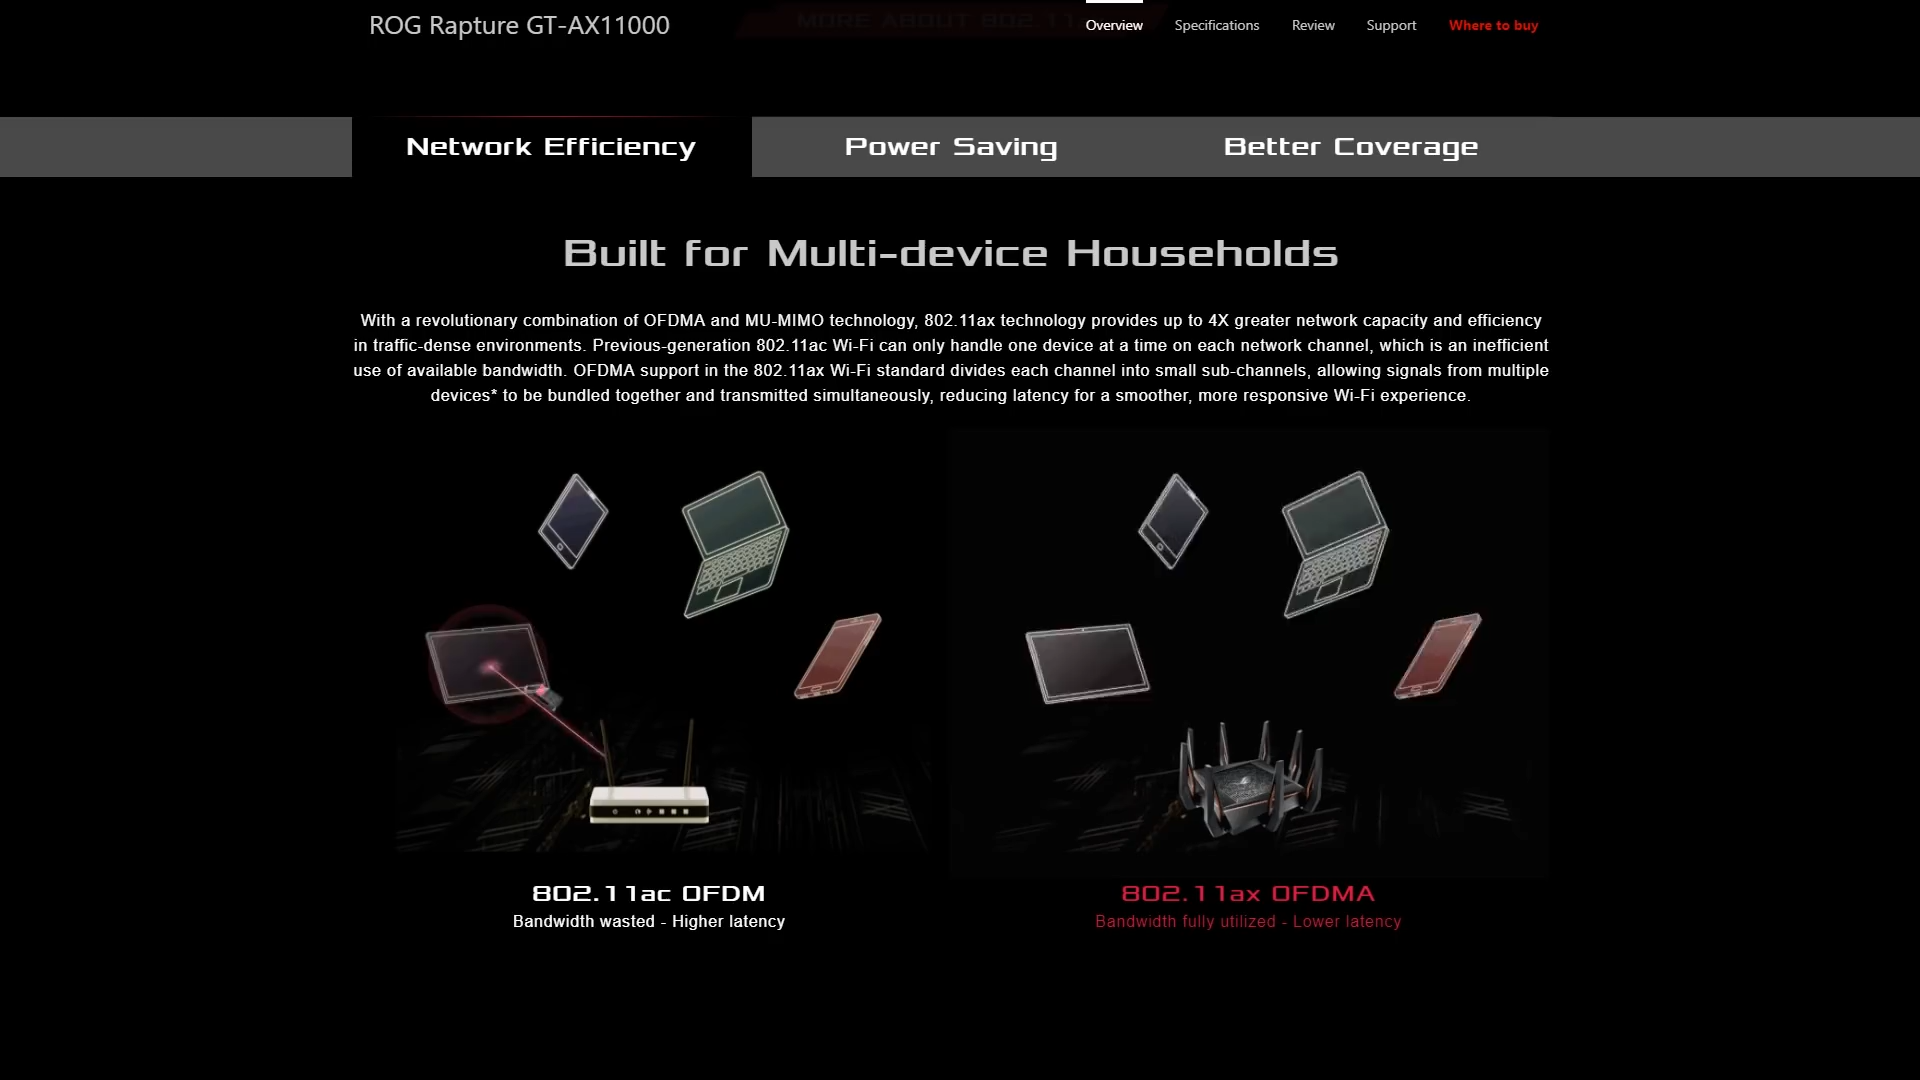 ROG Rapture GT-AX11000
MORE ABOUT 802.11
Overview
Specifications
Review
Support
Where to buy
Network Efficiency
Power Saving
Better Coverage
Built for Multi-device Households
With a revolutionary combination of OFDMA and MU-MIMO technology, 802.11ax technology provides up to 4X greater network capacity and efficiency
in traffic-dense environments. Previous-generation 802.11ac Wi-Fi can only handle one device at a time on each network channel, which is an inefficient
use of available bandwidth. OFDMA support in the 802.11ax Wi-Fi standard divides each channel into small sub-channels, allowing signals from multiple
devices* to be bundled together and transmitted simultaneously, reducing latency for a smoother, more responsive Wi-Fi experience.
802.11ac OFDM
Bandwidth wasted - Higher latency
802.11ax OFDMA
Bandwidth fully utilized - Lower latency